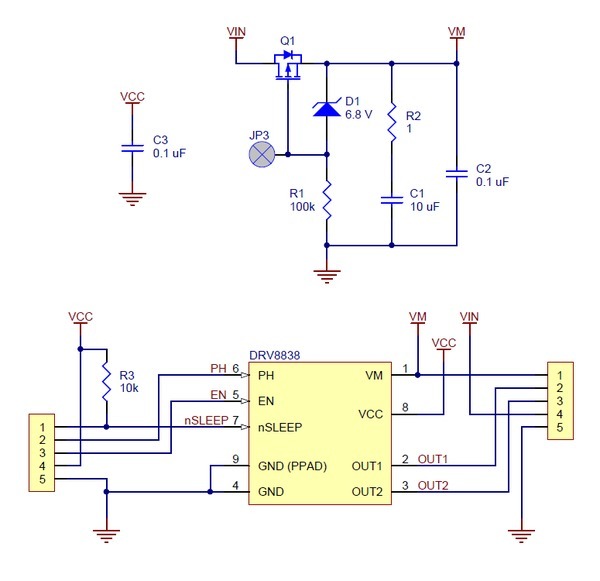 VIN
Q1
VM
VCC
C3
0.1 uF
JP3
D1
6.8 V
R2
1
R1
100k
C1
10 uF
C2
0.1 uF
VCC
R3
10k
VM
VIN
VCC
DRV8838
PH 6 PH
EN 5 EN
nSLEEP 7 nSLEEP
9 GND (PPAD)
4 GND
VM 1
VCC 8
OUT1 2 OUT1
OUT2 3 OUT2
1
2
3
4
5
1
2
3
4
5